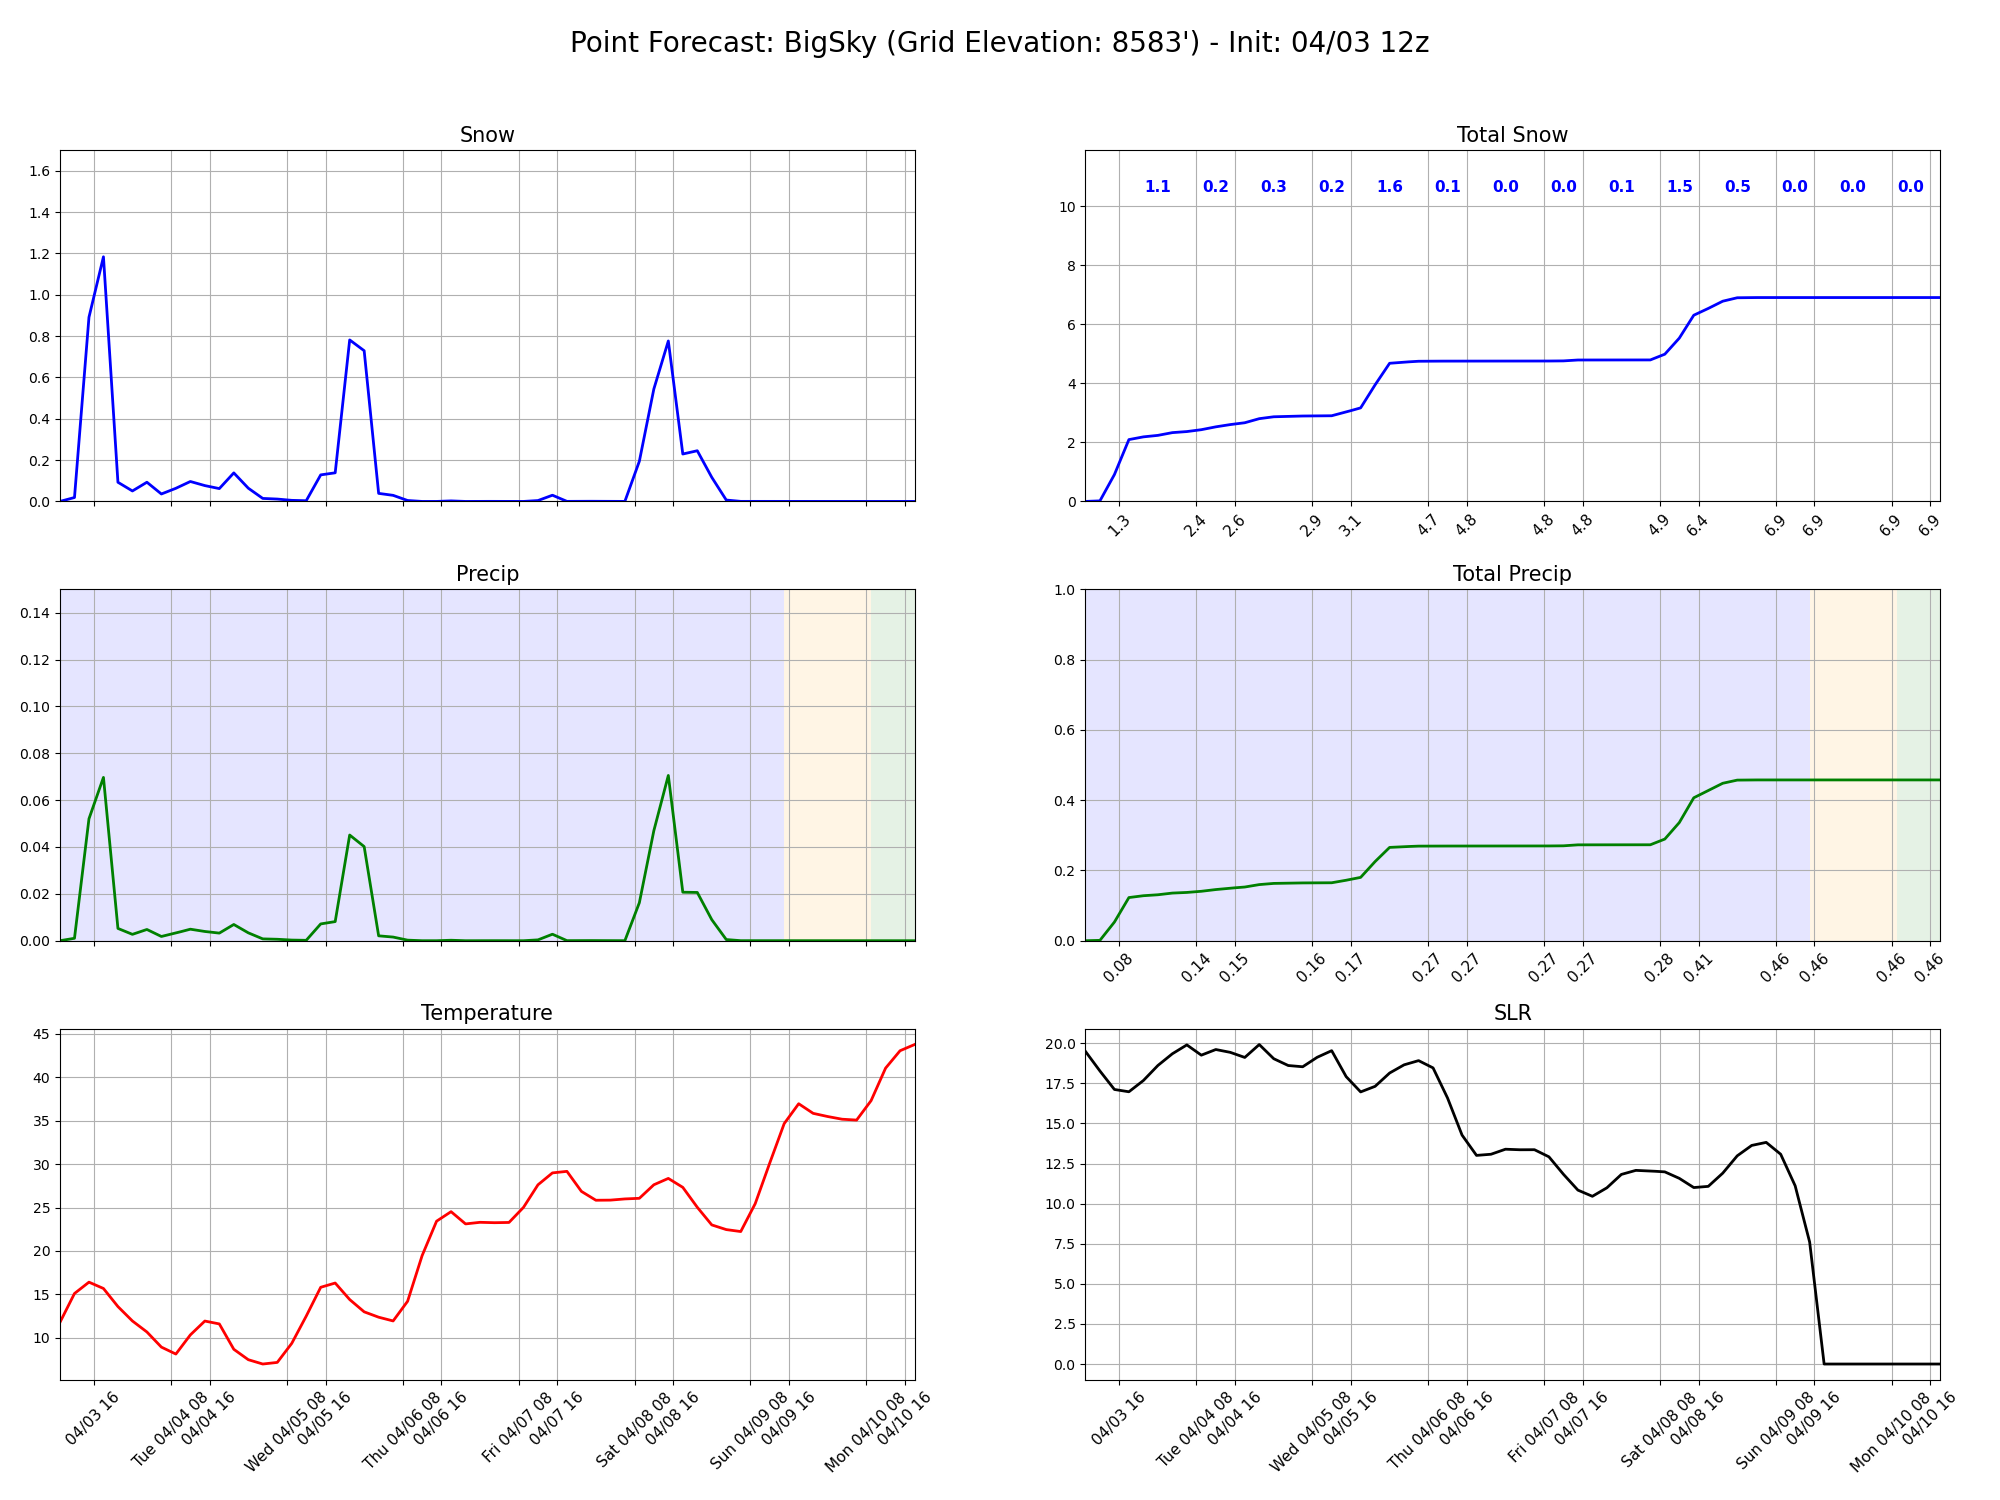 Point Forecast: BigSky (Grid Elevation: 8583') - Init: 04/03 12z
Snow
1.6
1.4
1.2
1.0
0.8
0.6
0.4
0.2
0.0
Total Snow
1.1 0.2 0.3 0.2 1.6 0.1 0.0 0.0 0.1 1.5 0.5 0.0 0.0 0.0
10
8
6
4
2
0
1.3 2.4 2.6 2.9 3.1 4.7 4.8 4.8 4.8 4.9 6.4 6.9 6.9 6.9 6.9
Precip
0.14
0.12
0.10
0.08
0.06
0.04
0.02
0.00
Total Precip
1.0
0.8
0.6
0.4
0.2
0.0
0.08 0.14 0.15 0.16 0.17 0.27 0.27 0.27 0.27 0.28 0.41 0.46 0.46 0.46 0.46
Temperature
45
40
35
30
25
20
15
10
04/03 16
Tue 04/04 08
04/04 16
Wed 04/05 08
04/05 16
Thu 04/06 08
04/06 16
Fri 04/07 08
04/07 16
Sat 04/08 08
04/08 16
Sun 04/09 08
04/09 16
Mon 04/10 08
04/10 16
SLR
20.0
17.5
15.0
12.5
10.0
7.5
5.0
2.5
0.0
04/03 16
Tue 04/04 08
04/04 16
Wed 04/05 08
04/05 16
Thu 04/06 08
04/06 16
Fri 04/07 08
04/07 16
Sat 04/08 08
04/08 16
Sun 04/09 08
04/09 16
Mon 04/10 08
04/10 16